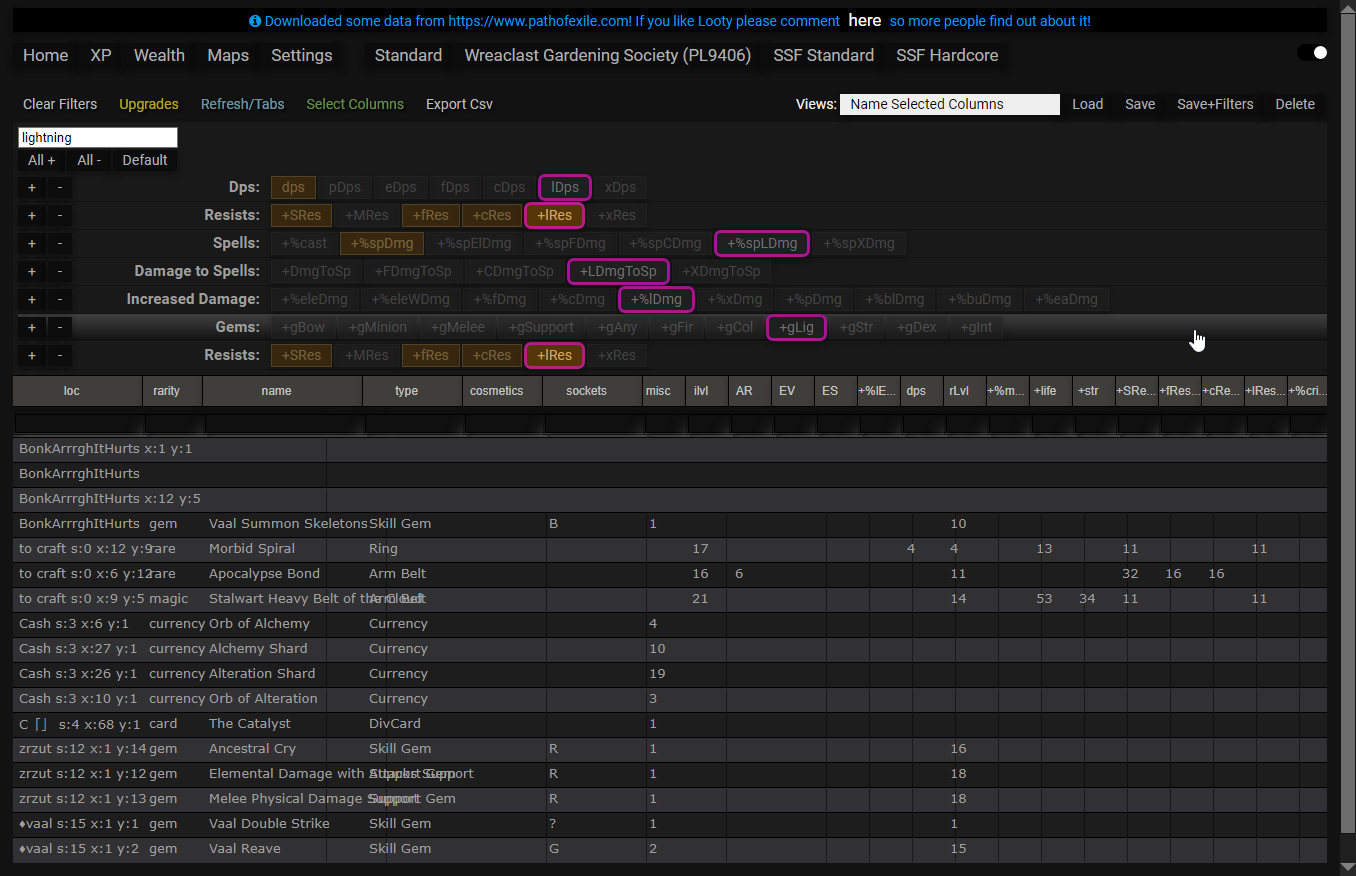 Downloaded some data from https://www.pathofexile.com! If you like Looty please comment here so more people find out about it!
Home XP Wealth Maps Settings Standard Wreaclast Gardening Society (PL9406) SSF Standard SSF Hardcore
Clear Filters Upgrades Refresh/Tabs Select Columns Export Csv Views: Name Selected Columns Load Save Save+Filters Delete
lightning
All + All - Default
+ - Dps: dps pDps eDps fDps cDps lDps xDps
+ - Resists: +SRes +MRes +fRes +cRes +lRes +xRes
+ - Spells: +%cast +%spDmg +%spElDmg +%spFDmg +%spCDmg +%spLDmg +%spXDmg
+ - Damage to Spells: +DmgToSp +FDmgToSp +CDmgToSp +LDmgToSp +XDmgToSp
+ - Increased Damage: +%eleDmg +%eleWDmg +%fDmg +%cDmg +%lDmg +%xDmg +%pDmg +%blDmg +%buDmg +%eaDmg
+ - Gems: +gBow +gMinion +gMelee +gSupport +gAny +gFir +gCol +gLig +gStr +gDex +gInt
+ - Resists: +SRes +MRes +fRes +cRes +lRes +xRes
loc rarity name type cosmetics sockets misc ilvl AR EV ES +%lE... dps rLvl +%m... +life +str +SRe... +fRes... +cRe... +lRes... +%cri...
BonkArrrghItHurts x:1 y:1
BonkArrrghItHurts
BonkArrrghItHurts x:12 y:5
BonkArrrghItHurts gem Vaal Summon Skeletons Skill Gem B 1 10
to craft s:0 x:12 y:9 rare Morbid Spiral Ring 17 4 4 13 11 11
to craft s:0 x:6 y:12 rare Apocalypse Bond Arm Belt 16 6 11 32 16 16
to craft s:0 x:9 y:5 magic Stalwart Heavy Belt of the Cloud Arm Belt 21 14 53 34 11 11
Cash s:3 x:6 y:1 currency Orb of Alchemy Currency 4
Cash s:3 x:27 y:1 currency Alchemy Shard Currency 10
Cash s:3 x:26 y:1 currency Alteration Shard Currency 19
Cash s:3 x:10 y:1 currency Orb of Alteration Currency 3
C ⌈⌋ s:4 x:68 y:1 card The Catalyst DivCard 1
zrzut s:12 x:1 y:14 gem Ancestral Cry Skill Gem R 1 16
zrzut s:12 x:1 y:12 gem Elemental Damage with Attacks Support Support Gem R 1 18
zrzut s:12 x:1 y:13 gem Melee Physical Damage Support Support Gem R 1 18
♦vaal s:15 x:1 y:1 gem Vaal Double Strike Skill Gem ? 1 1
♦vaal s:15 x:1 y:2 gem Vaal Reave Skill Gem G 2 15